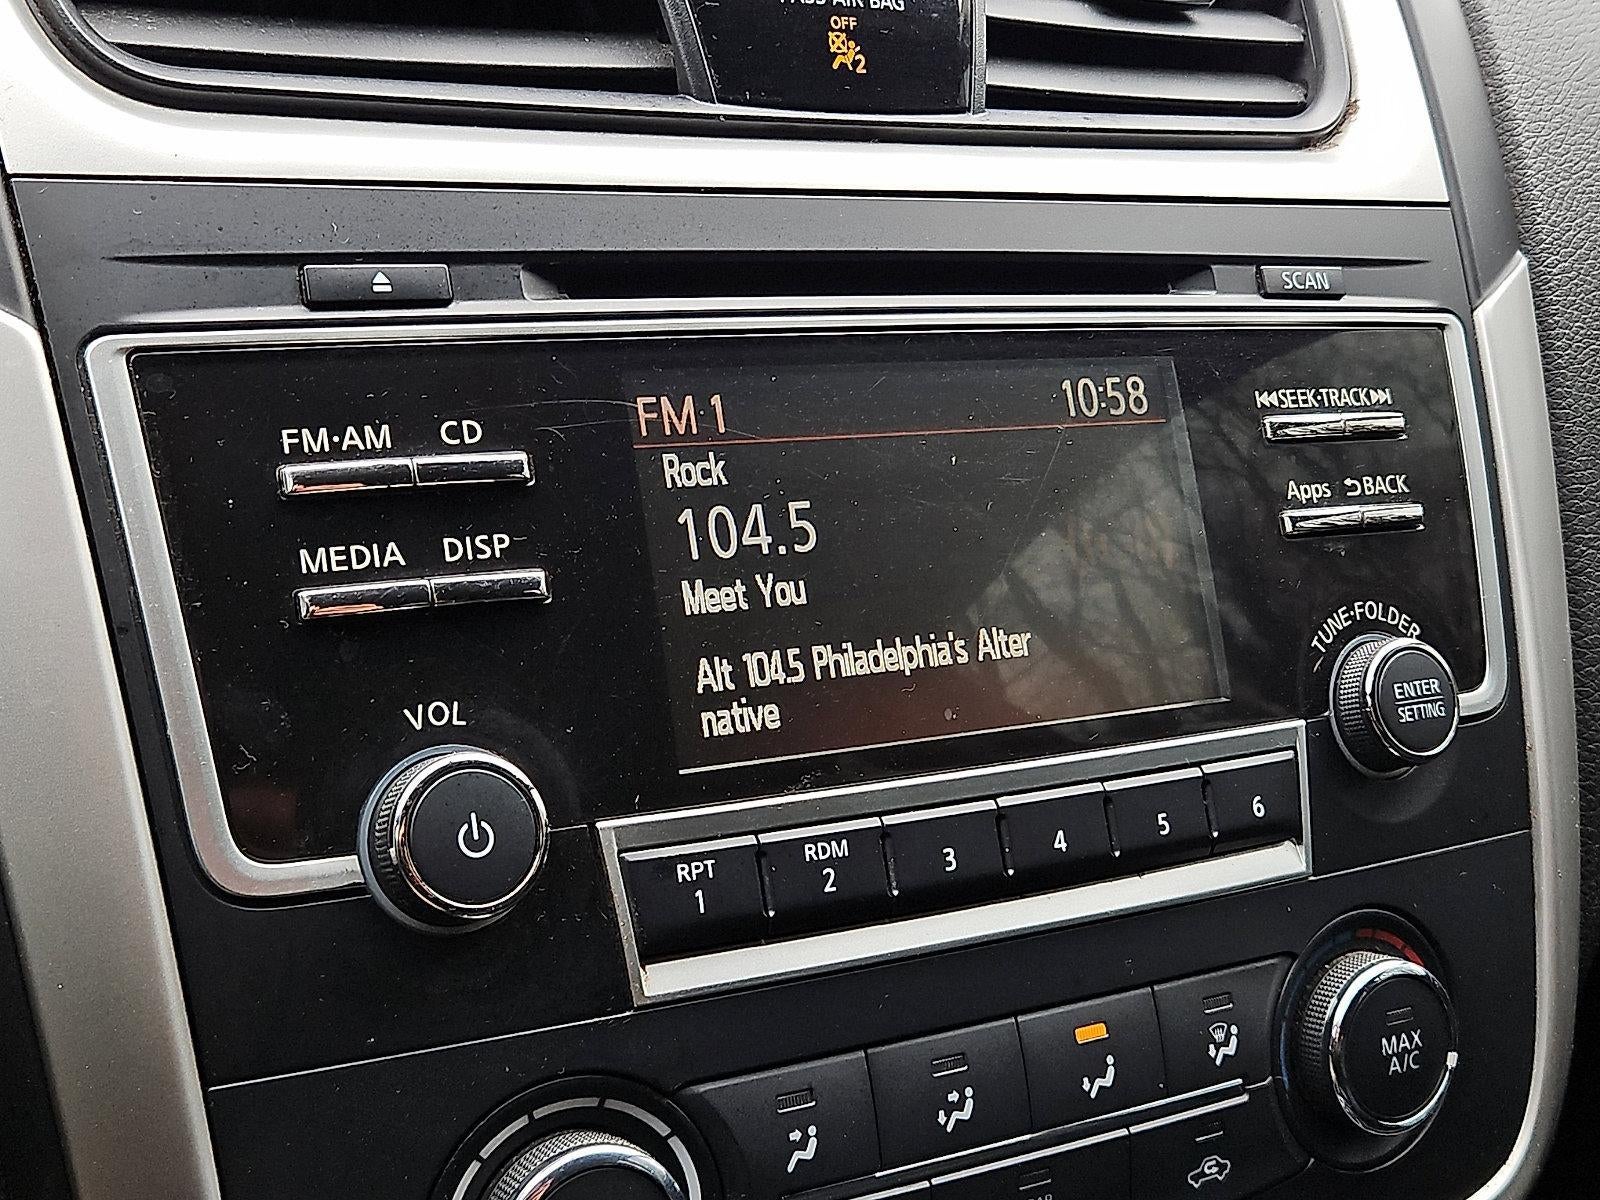 PASS AIR BAG
OFF
2
SCAN
FM·AM CD
MEDIA DISP
VOL
FM·1 10:58
Rock
104.5
Meet You
Alt 104.5 Philadelphia's Alter
native
SEEK·TRACK
Apps BACK
TUNE·FOLDER
ENTER
SETTING
RPT
1
RDM
2
3
4
5
6
MAX
A/C